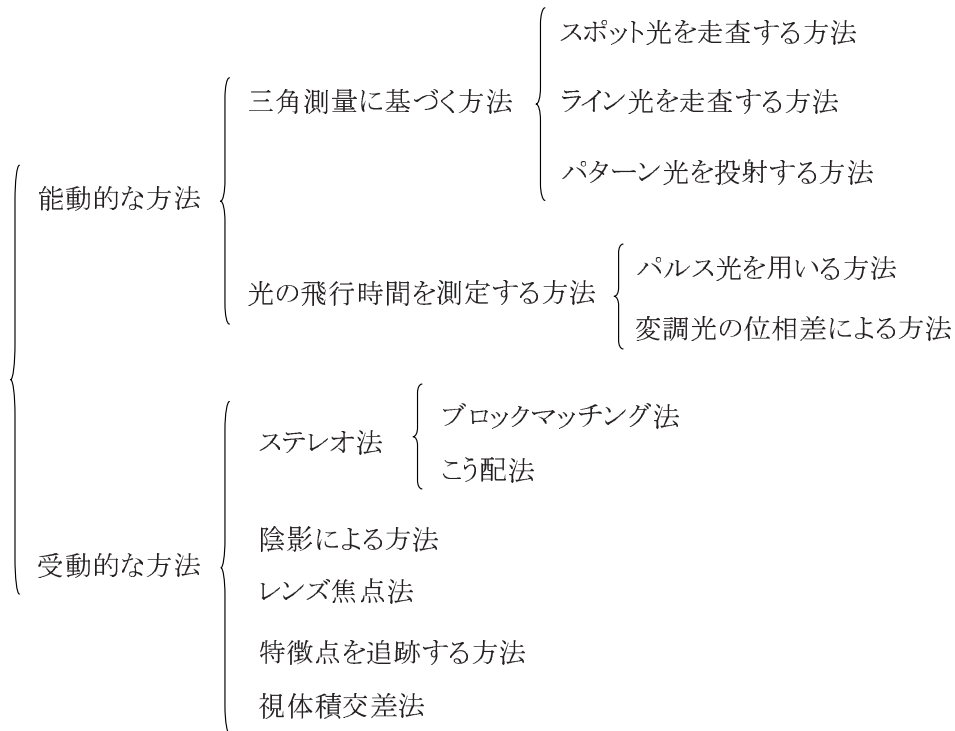 能動的な方法
三角測量に基づく方法
スポット光を走査する方法
ライン光を走査する方法
パターン光を投射する方法
光の飛行時間を測定する方法
パルス光を用いる方法
変調光の位相差による方法
受動的な方法
ステレオ法
ブロックマッチング法
こう配法
陰影による方法
レンズ焦点法
特徴点を追跡する方法
視体積交差法